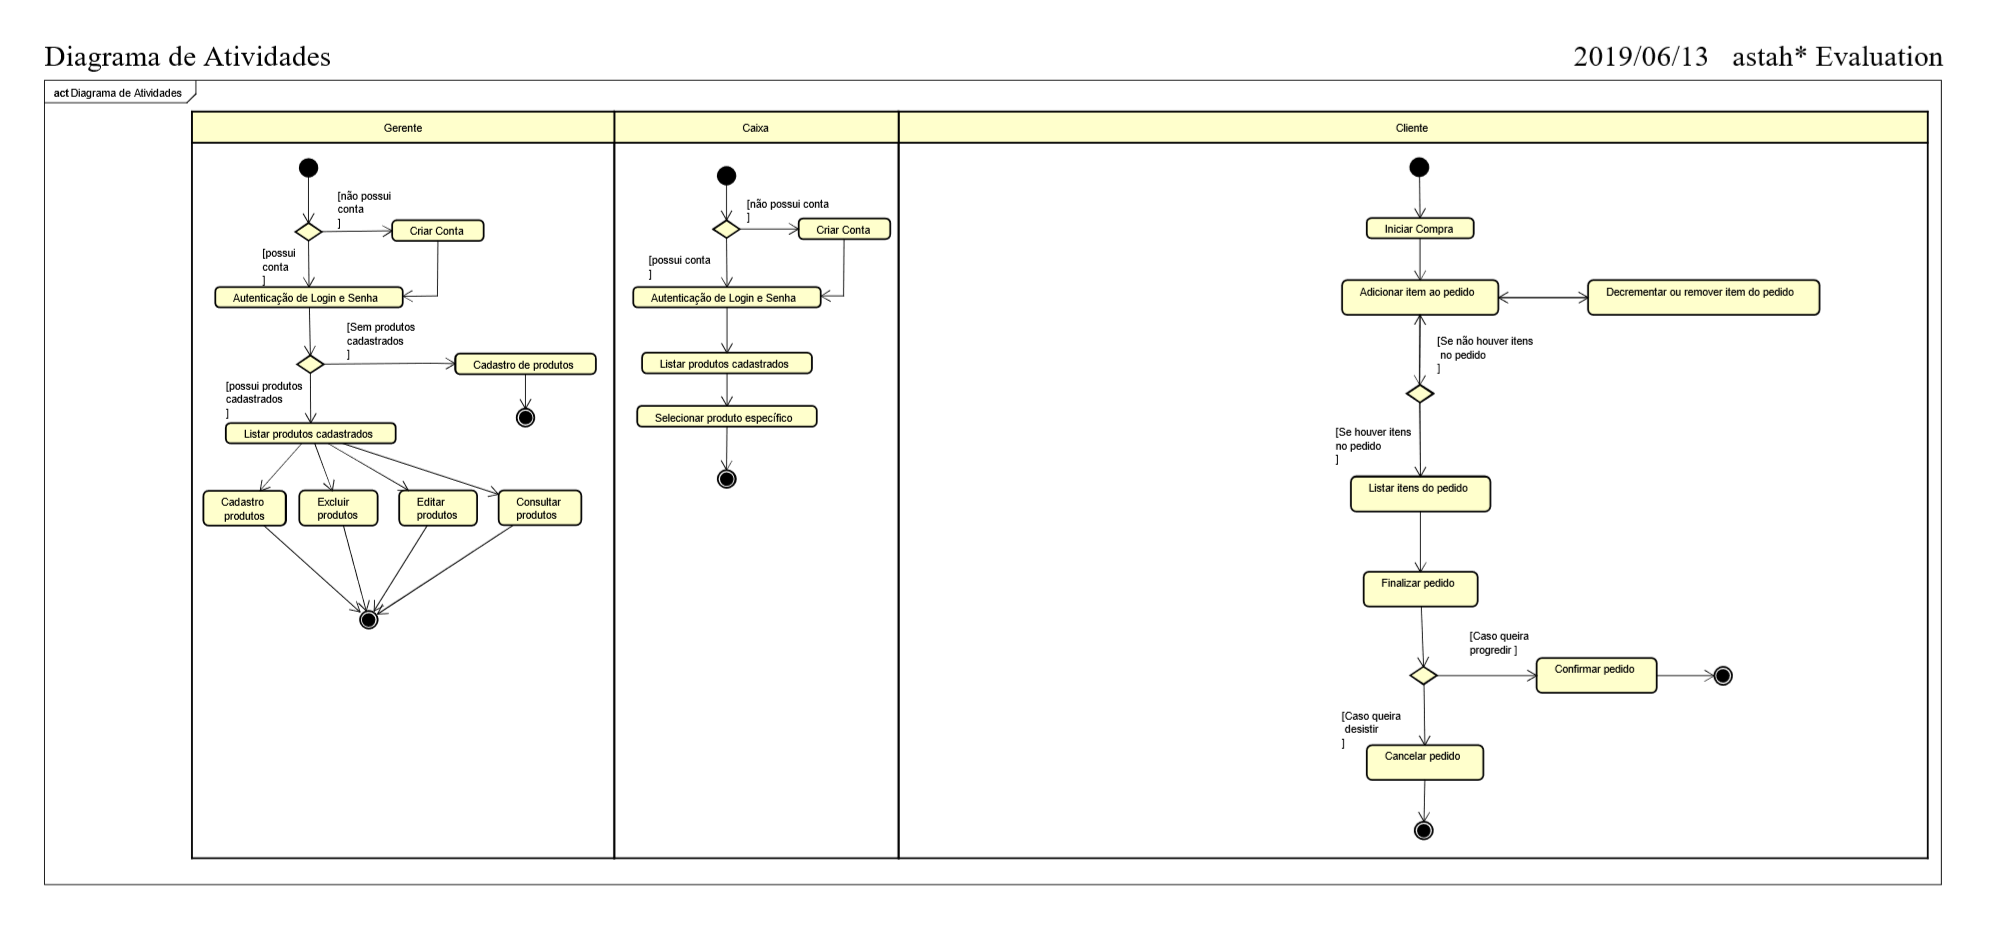 Diagrama de Atividades
2019/06/13 astah* Evaluation
act Diagrama de Atividades
Gerente
[não possui
conta
]
Criar Conta
[possui
conta
]
Autenticação de Login e Senha
[Sem produtos
cadastrados
]
Cadastro de produtos
[possui produtos
cadastrados
]
Listar produtos cadastrados
Cadastro
produtos
Excluir
produtos
Editar
produtos
Consultar
produtos
Caixa
[não possui conta
]
Criar Conta
[possui conta
]
Autenticação de Login e Senha
Listar produtos cadastrados
Selecionar produto específico
Cliente
Iniciar Compra
Adicionar item ao pedido
Decrementar ou remover item do pedido
[Se não houver itens
no pedido
]
[Se houver itens
no pedido
]
Listar itens do pedido
Finalizar pedido
[Caso queira
progredir ]
Confirmar pedido
[Caso queira
desistir
]
Cancelar pedido